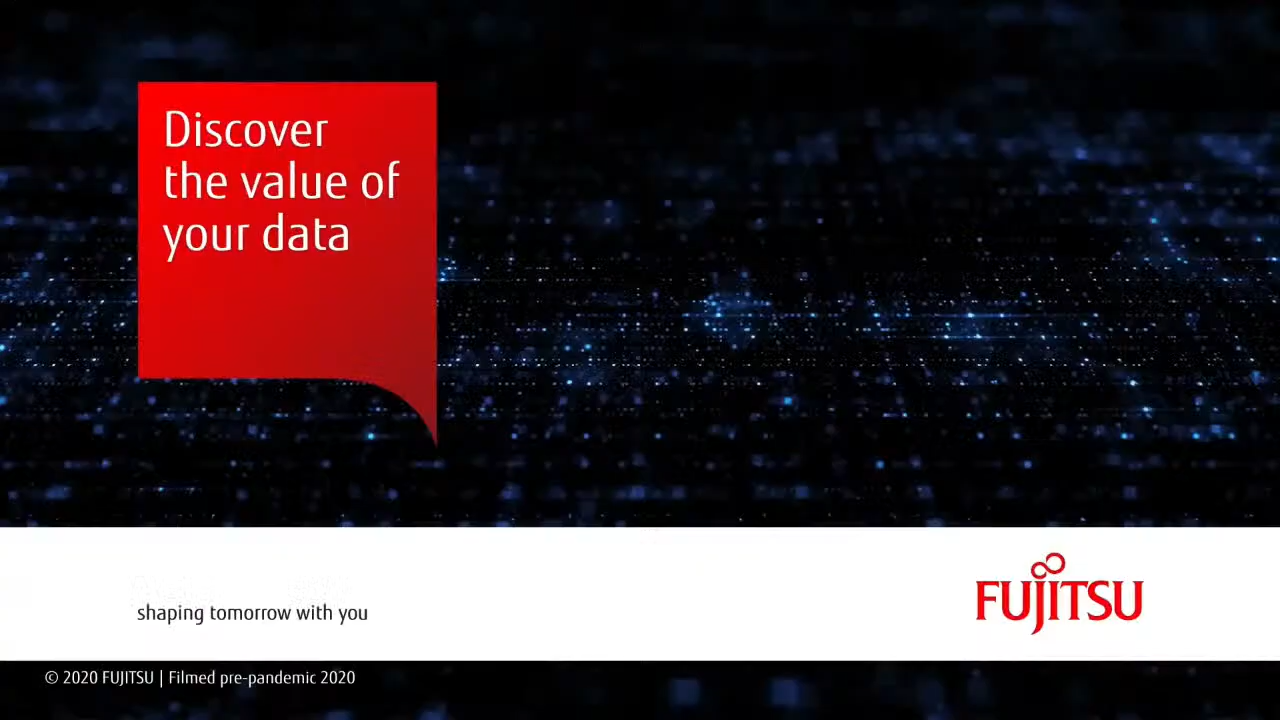 Discover
the value of
your data
shaping tomorrow with you
FUJITSU
© 2020 FUJITSU | Filmed pre-pandemic 2020